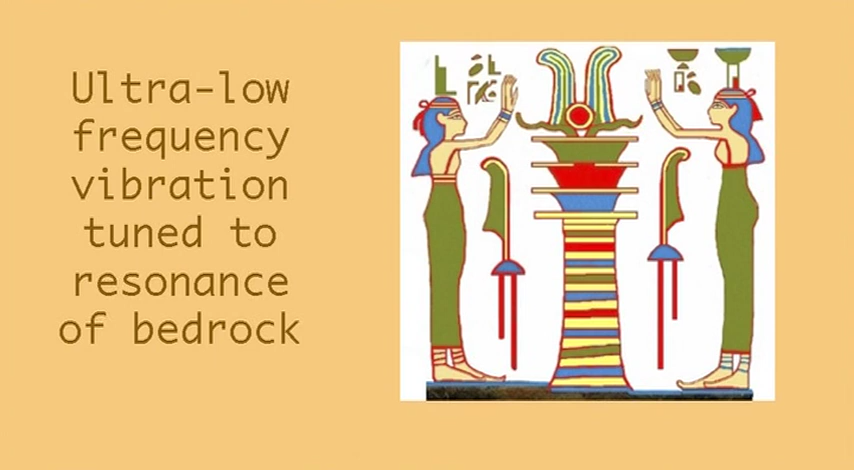 Ultra-low
frequency
vibration
tuned to
resonance
of bedrock